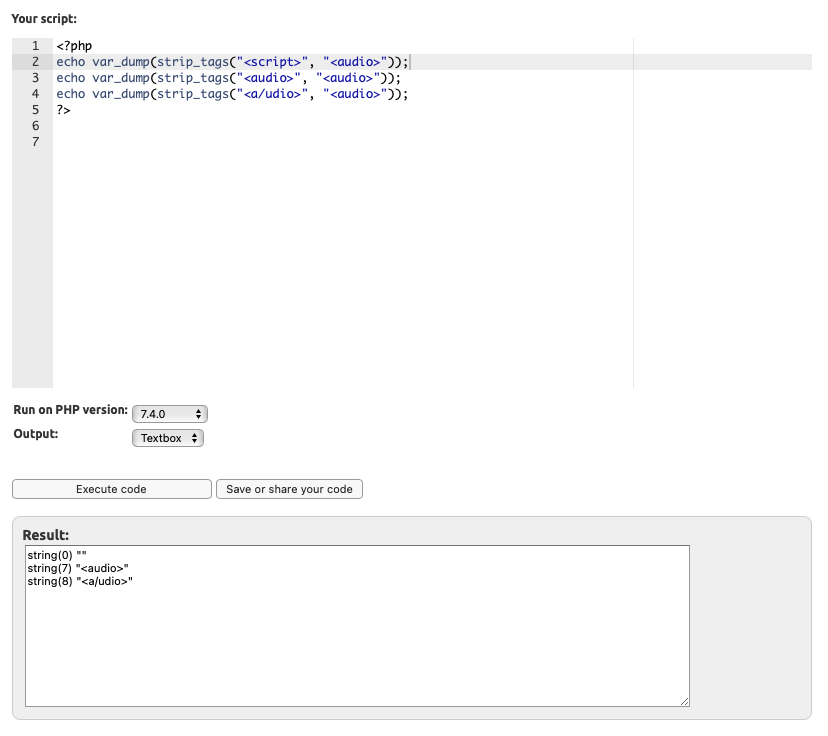 Your script:
1 <?php
2 echo var_dump(strip_tags("<script>", "<audio>"));
3 echo var_dump(strip_tags("<audio>", "<audio>"));
4 echo var_dump(strip_tags("<a/udio>", "<audio>"));
5 ?>
6
7
Run on PHP version: 7.4.0
Output: Textbox
Execute code Save or share your code
Result:
string(0) ""
string(7) "<audio>"
string(8) "<a/udio>"